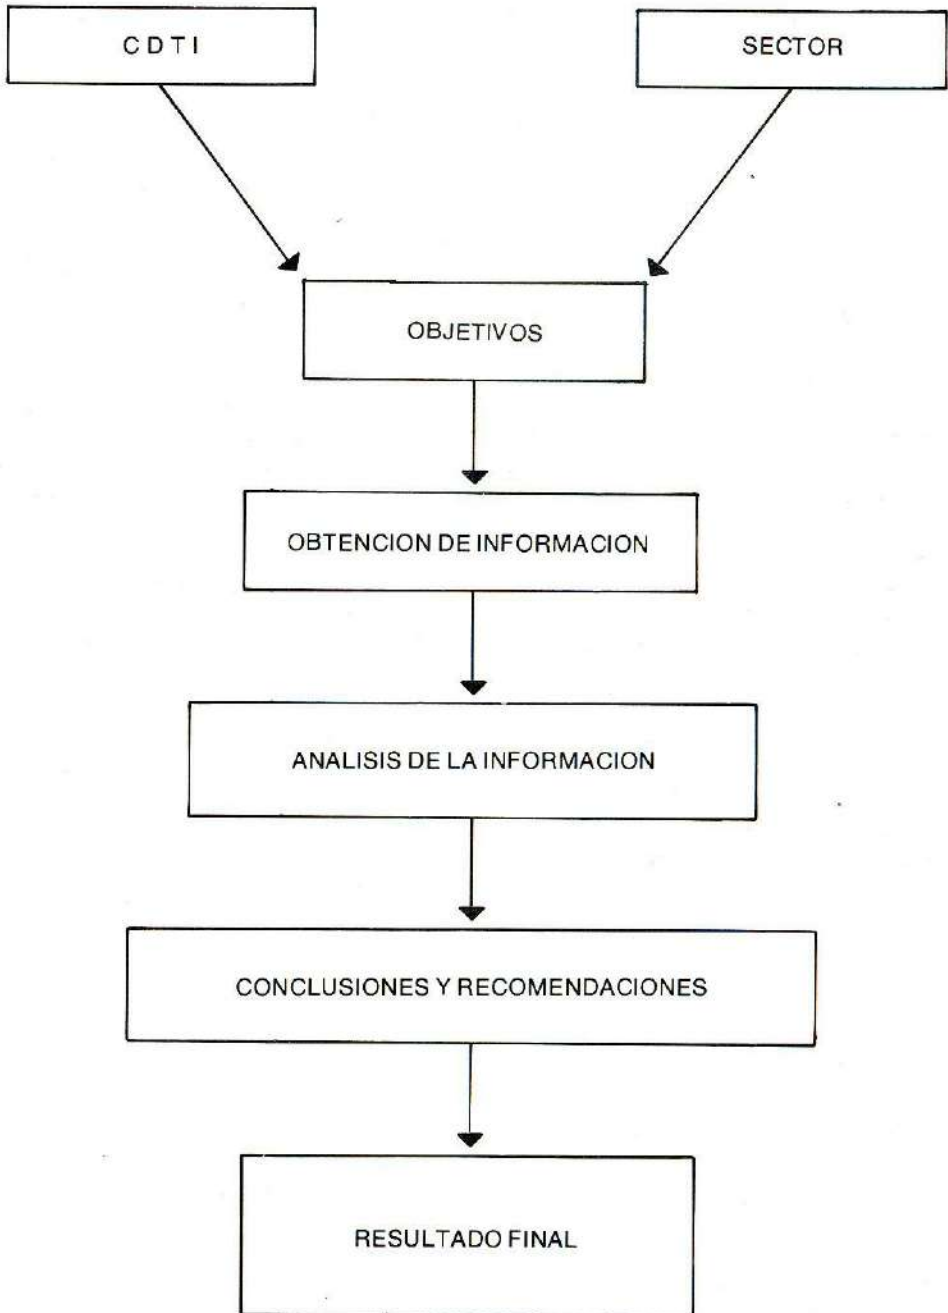 C D T I
SECTOR
OBJETIVOS
OBTENCION DE INFORMACION
ANALISIS DE LA INFORMACION
CONCLUSIONES Y RECOMENDACIONES
RESULTADO FINAL